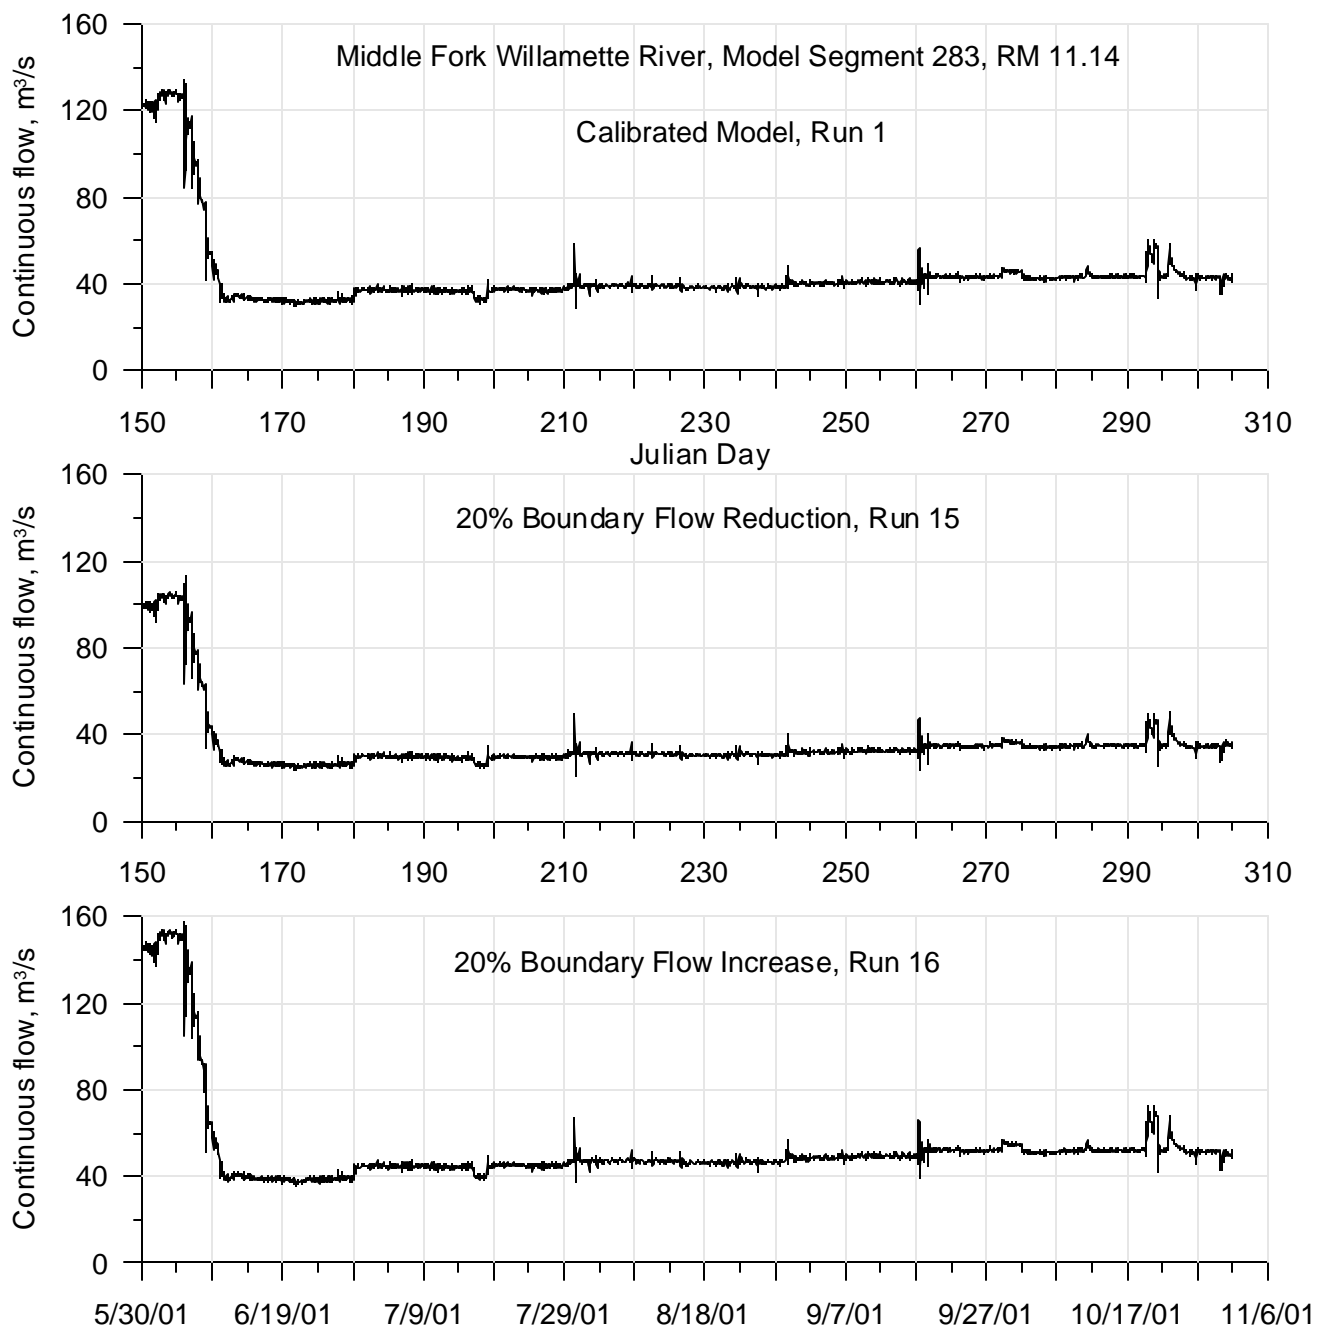 160
Middle Fork Willamette River, Model Segment 283, RM 11.14
120
Calibrated Model, Run 1
80
40
0
Continuous flow, m³/s
150 170 190 210 230 250 270 290 310
Julian Day
160
20% Boundary Flow Reduction, Run 15
120
80
40
0
Continuous flow, m³/s
150 170 190 210 230 250 270 290 310
160
20% Boundary Flow Increase, Run 16
120
80
40
0
Continuous flow, m³/s
5/30/01 6/19/01 7/9/01 7/29/01 8/18/01 9/7/01 9/27/01 10/17/01 11/6/01